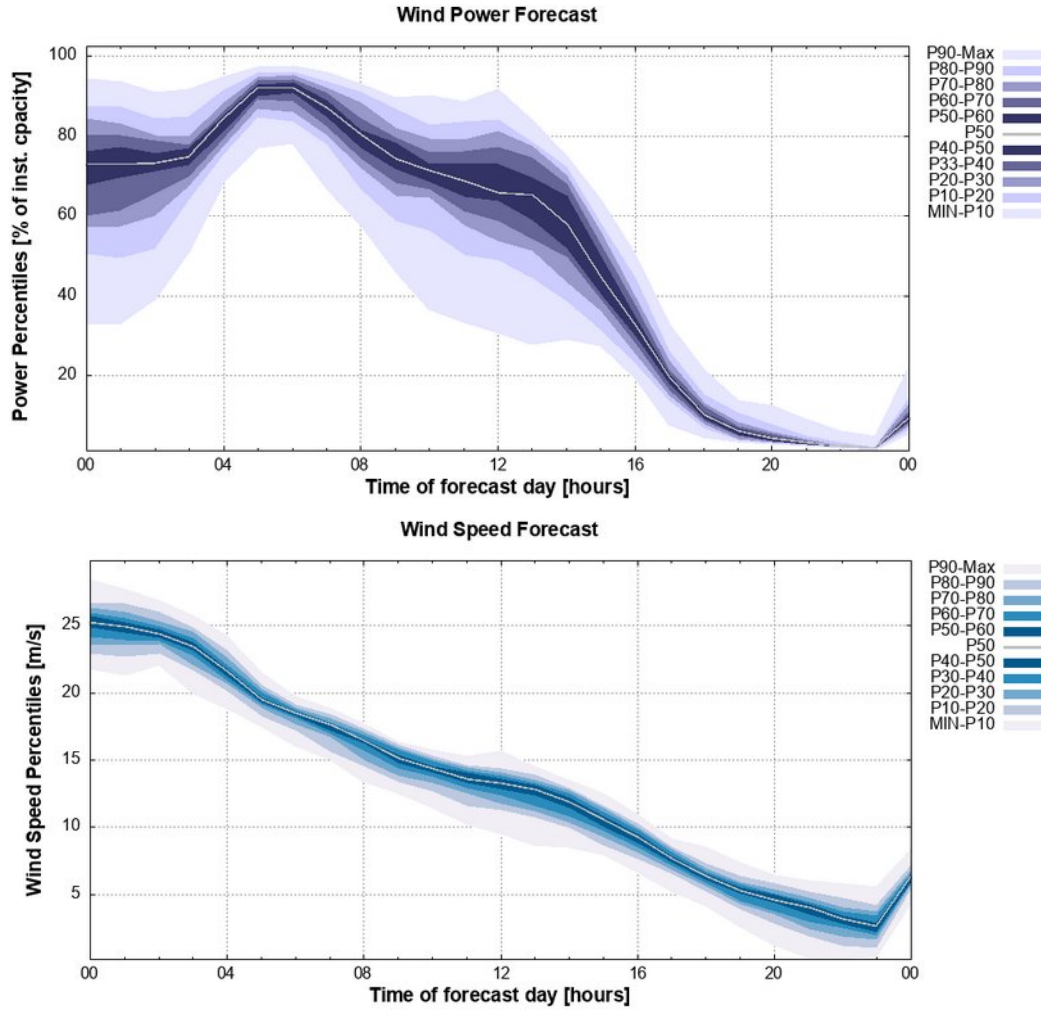 Wind Power Forecast
Power Percentiles [% of inst. cpacity]
100
80
60
40
20
00 04 08 12 16 20 00
Time of forecast day [hours]
P90-Max
P80-P90
P70-P80
P60-P70
P50-P60
P50
P40-P50
P33-P40
P20-P30
P10-P20
MIN-P10
Wind Speed Forecast
Wind Speed Percentiles [m/s]
25
20
15
10
5
00 04 08 12 16 20 00
Time of forecast day [hours]
P90-Max
P80-P90
P70-P80
P60-P70
P50-P60
P50
P40-P50
P30-P40
P20-P30
P10-P20
MIN-P10